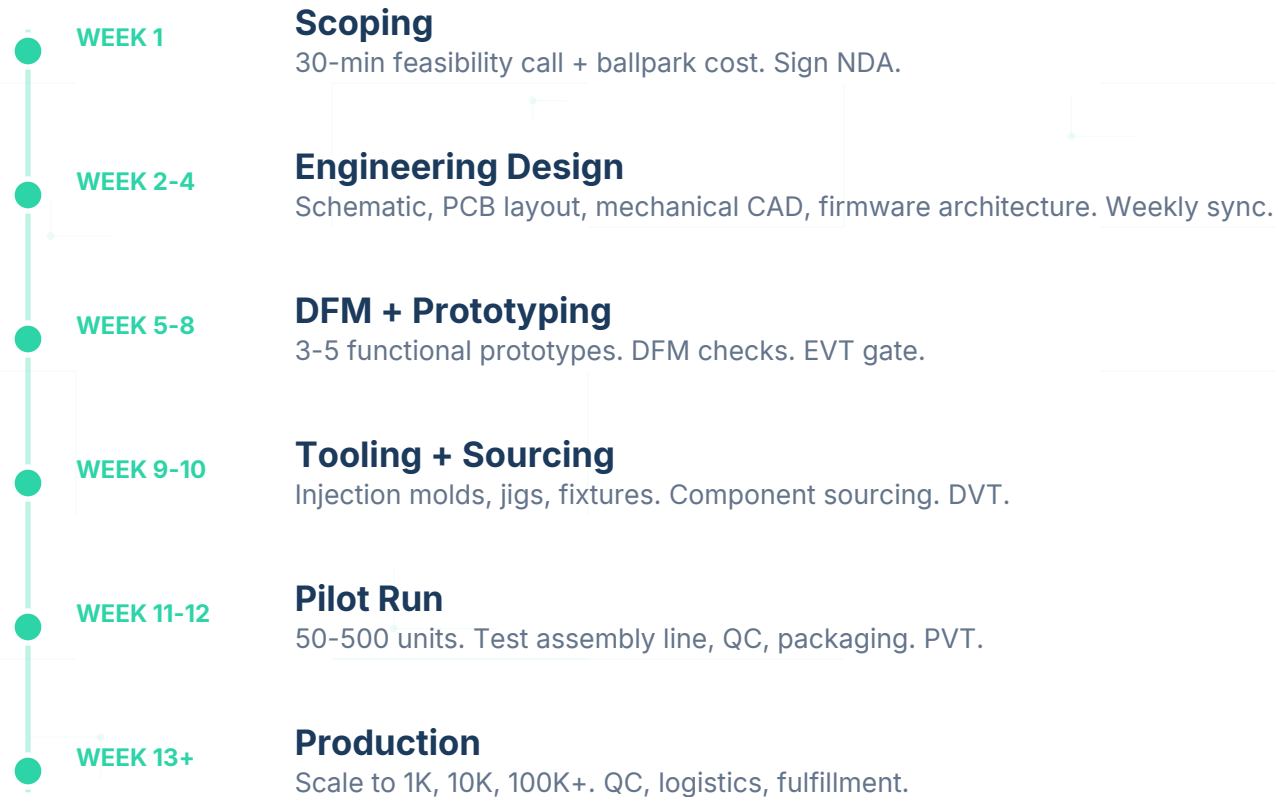 WEEK 1
Scoping
30-min feasibility call + ballpark cost. Sign NDA.
WEEK 2-4
Engineering Design
Schematic, PCB layout, mechanical CAD, firmware architecture. Weekly sync.
WEEK 5-8
DFM + Prototyping
3-5 functional prototypes. DFM checks. EVT gate.
WEEK 9-10
Tooling + Sourcing
Injection molds, jigs, fixtures. Component sourcing. DVT.
WEEK 11-12
Pilot Run
50-500 units. Test assembly line, QC, packaging. PVT.
WEEK 13+
Production
Scale to 1K, 10K, 100K+. QC, logistics, fulfillment.